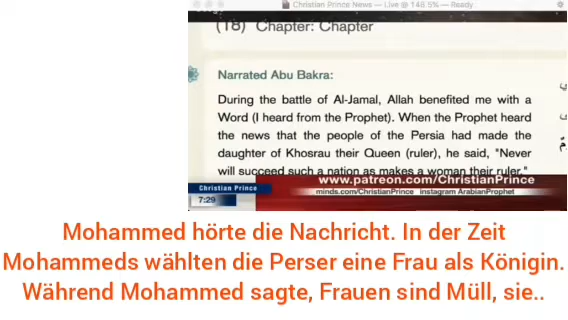 Christian Prince News — Live @ 148.5% — Ready
(18) Chapter: Chapter
Narrated Abu Bakra:
During the battle of Al-Jamal, Allah benefited me with a
Word (I heard from the Prophet). When the Prophet heard
the news that the people of the Persia had made the
daughter of Khosrau their Queen (ruler), he said, "Never
will succeed such a nation as makes a woman their ruler."
www.patreon.com/ChristianPrince
Christian Prince
minds.com/ChristianPrince instagram ArabianProphet
7:29
Mohammed hörte die Nachricht. In der Zeit
Mohammeds wählten die Perser eine Frau als Königin.
Während Mohammed sagte, Frauen sind Müll, sie..